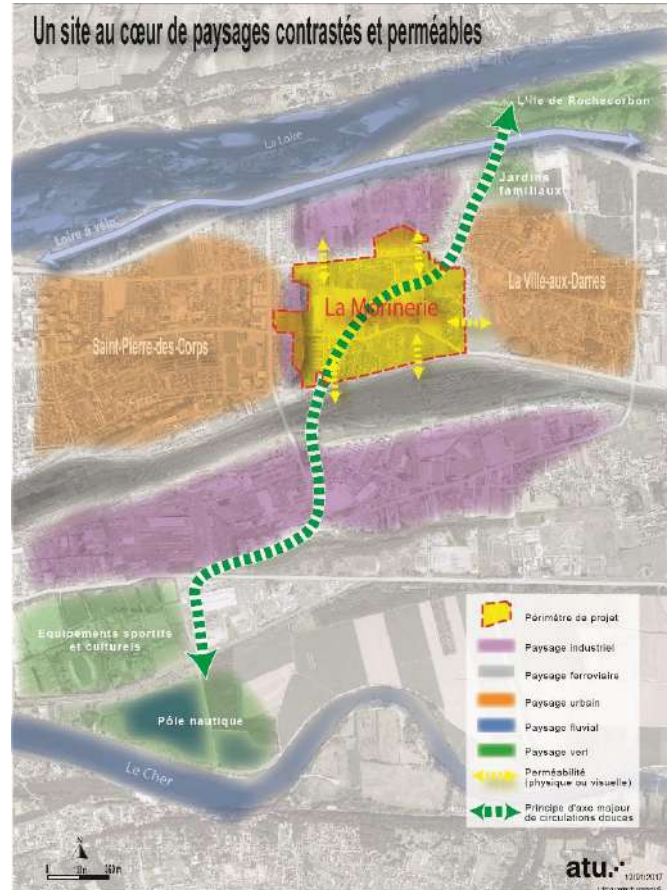 Un site au cœur de paysages contrastés et perméables
L'île de Rochecorbon
La Loire
Jardins
familiaux
Loire à vélo
La Ville-aux-Dames
La Morinerie
Saint-Pierre-des-Corps
Equipements sportifs
et culturels
Pôle nautique
Le Cher
Périmètre de projet
Paysage industriel
Paysage ferroviaire
Paysage urbain
Paysage fluvial
Paysage vert
Perméabilité
(physique ou visuelle)
Principe d'axe majeur
de circulations douces
N
0
atu